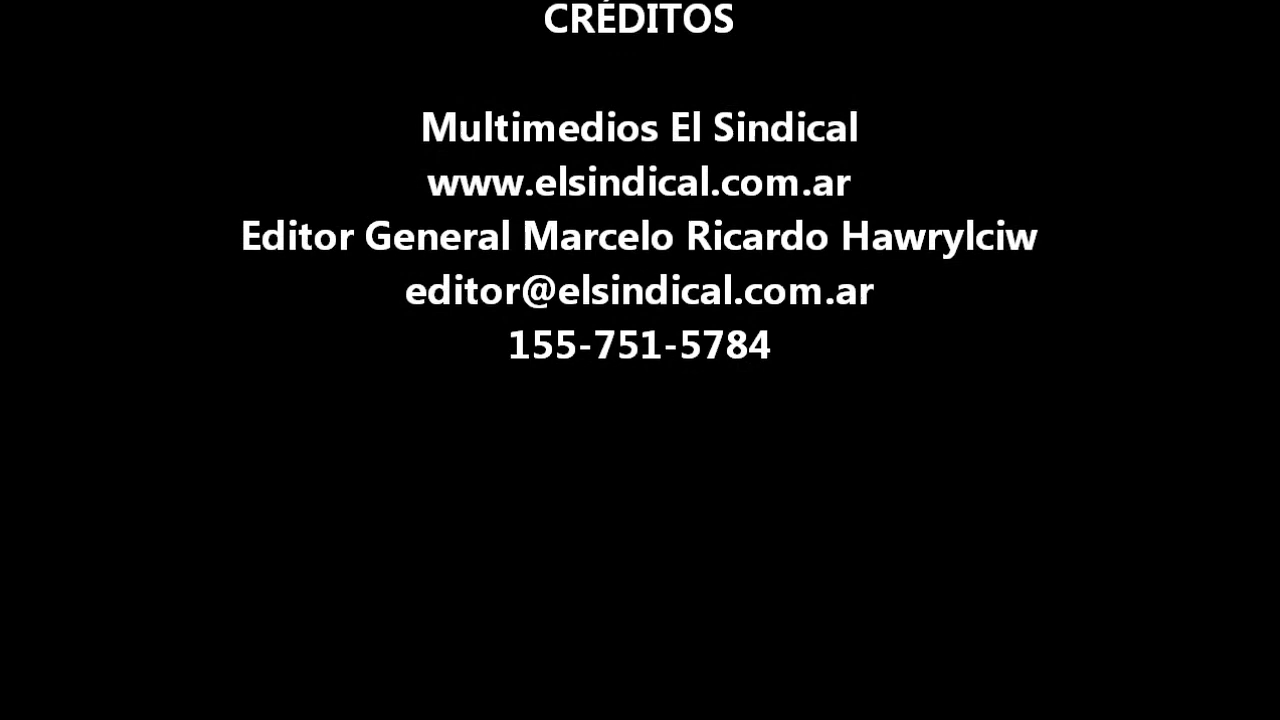 CRÉDITOS
Multimedios El Sindical
www.elsindical.com.ar
Editor General Marcelo Ricardo Hawrylciw
editor@elsindical.com.ar
155-751-5784